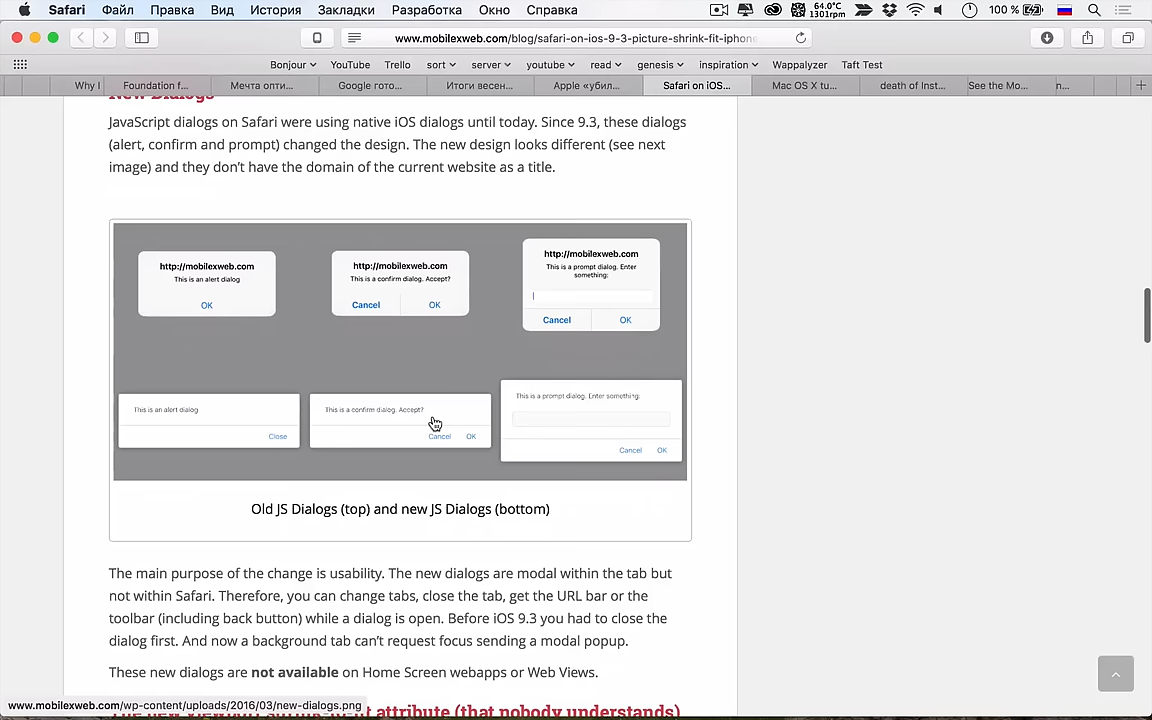 Safari Файл Правка Вид История Закладки Разработка Окно Справка 64.0°C 1301rpm 100 %
www.mobilexweb.com/blog/safari-on-ios-9-3-picture-shrink-fit-iphone
Bonjour YouTube Trello sort server youtube read genesis inspiration Wappalyzer Taft Test
Why I Foundation f... Мечта опти... Google гото... Итоги весен... Apple «убил... Safari on iOS... Mac OS X tu... death of Inst... See the Mo... n...
New Dialogs
JavaScript dialogs on Safari were using native iOS dialogs until today. Since 9.3, these dialogs
(alert, confirm and prompt) changed the design. The new design looks different (see next
image) and they don't have the domain of the current website as a title.
http://mobilexweb.com
This is an alert dialog
OK
http://mobilexweb.com
This is a confirm dialog. Accept?
Cancel OK
http://mobilexweb.com
This is a prompt dialog. Enter
something:
Cancel OK
This is an alert dialog
Close
This is a confirm dialog. Accept?
Cancel OK
This is a prompt dialog. Enter something:
Cancel OK
Old JS Dialogs (top) and new JS Dialogs (bottom)
The main purpose of the change is usability. The new dialogs are modal within the tab but
not within Safari. Therefore, you can change tabs, close the tab, get the URL bar or the
toolbar (including back button) while a dialog is open. Before iOS 9.3 you had to close the
dialog first. And now a background tab can't request focus sending a modal popup.
These new dialogs are not available on Home Screen webapps or Web Views.
www.mobilexweb.com/wp-content/uploads/2016/03/new-dialogs.png
attribute (that nobody understands)